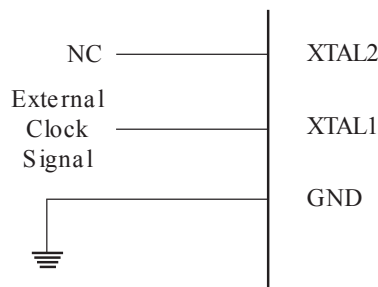 NC
XTAL2
External
Clock
Signal
XTAL1
GND